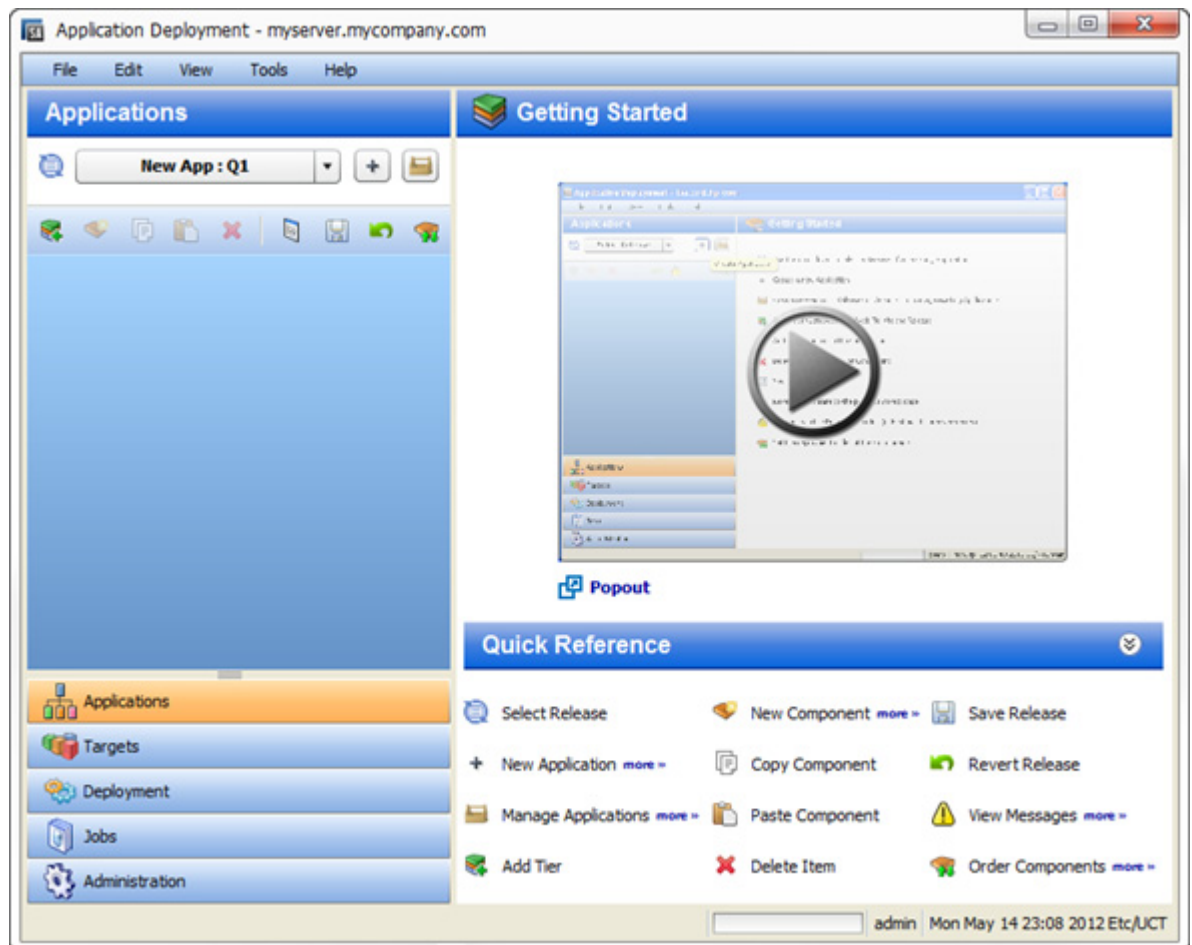 Application Deployment - myserver.mycompany.com
File Edit View Tools Help
Applications
New App : Q1
Getting Started
Applications
Getting Started
Popout
Quick Reference
Select Release
New Component more »
Save Release
New Application more »
Copy Component
Revert Release
Manage Applications more »
Paste Component
View Messages more »
Add Tier
Delete Item
Order Components more »
Applications
Targets
Deployment
Jobs
Administration
admin Mon May 14 23:08 2012 Etc/UCT